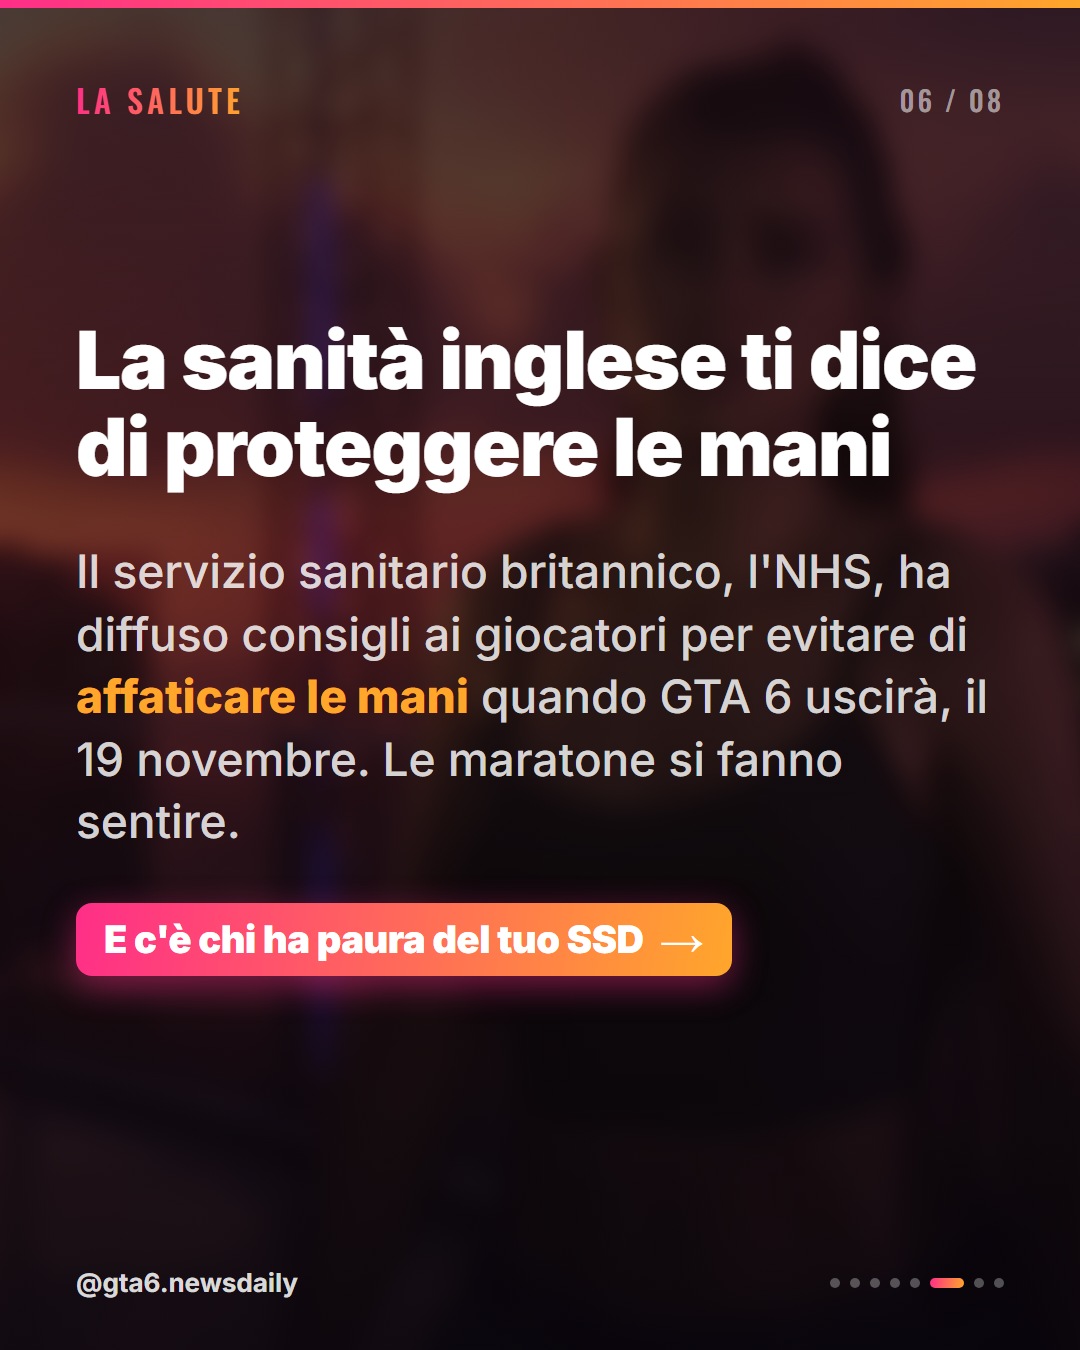 LA SALUTE
06 / 08
La sanità inglese ti dice
di proteggere le mani
Il servizio sanitario britannico, l'NHS, ha
diffuso consigli ai giocatori per evitare di
affaticare le mani quando GTA 6 uscirà, il
19 novembre. Le maratone si fanno
sentire.
E c'è chi ha paura del tuo SSD →
@gta6.newsdaily